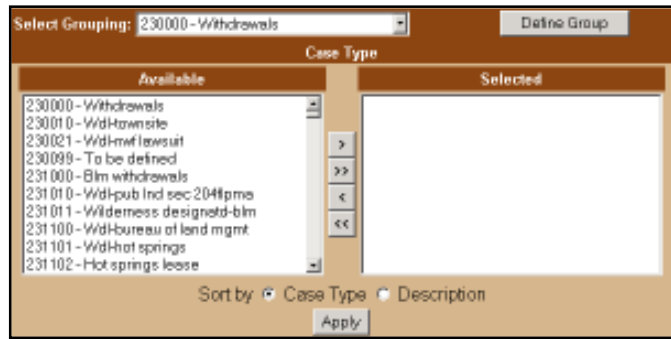 Select Grouping: 230000 - Withdrawals Define Group
Case Type
Available Selected
230000 - Withdrawals
230010 - Wdl-townsite
230021 - Wdl-nwf lawsuit
230099 - To be defined
231000 - Blm withdrawals
231010 - Wdl-pub lnd sec 204flpma
231011 - Wilderness designatd-blm
231100 - Wdl-bureau of land mgmt
231101 - Wdl-hot springs
231102 - Hot springs lease
>
>>
<
<<
Sort by Case Type Description
Apply